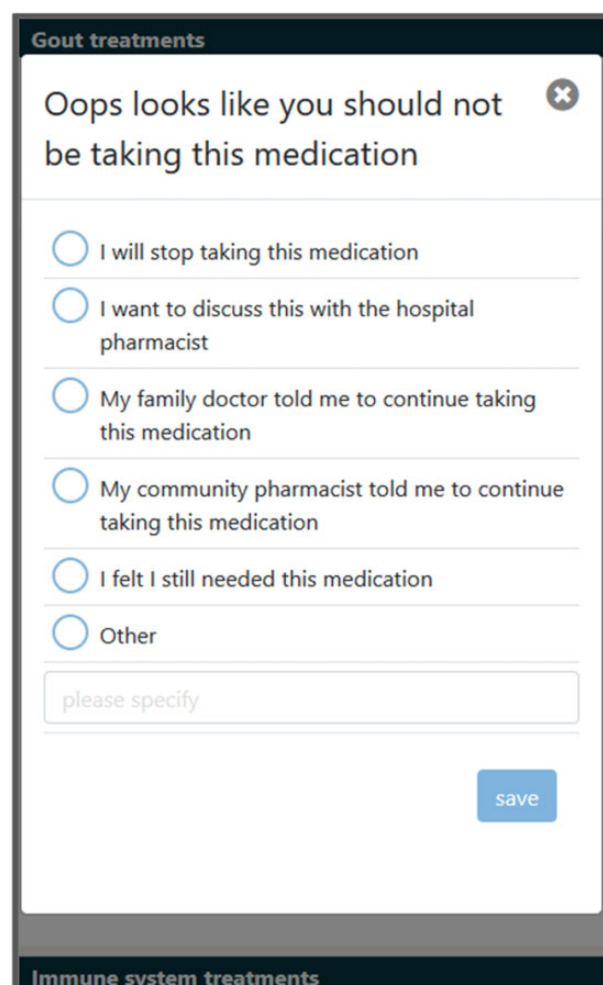 Gout treatments
Oops looks like you should not
be taking this medication
I will stop taking this medication
I want to discuss this with the hospital
pharmacist
My family doctor told me to continue taking
this medication
My community pharmacist told me to continue
taking this medication
I felt I still needed this medication
Other
please specify
save
Immune system treatments